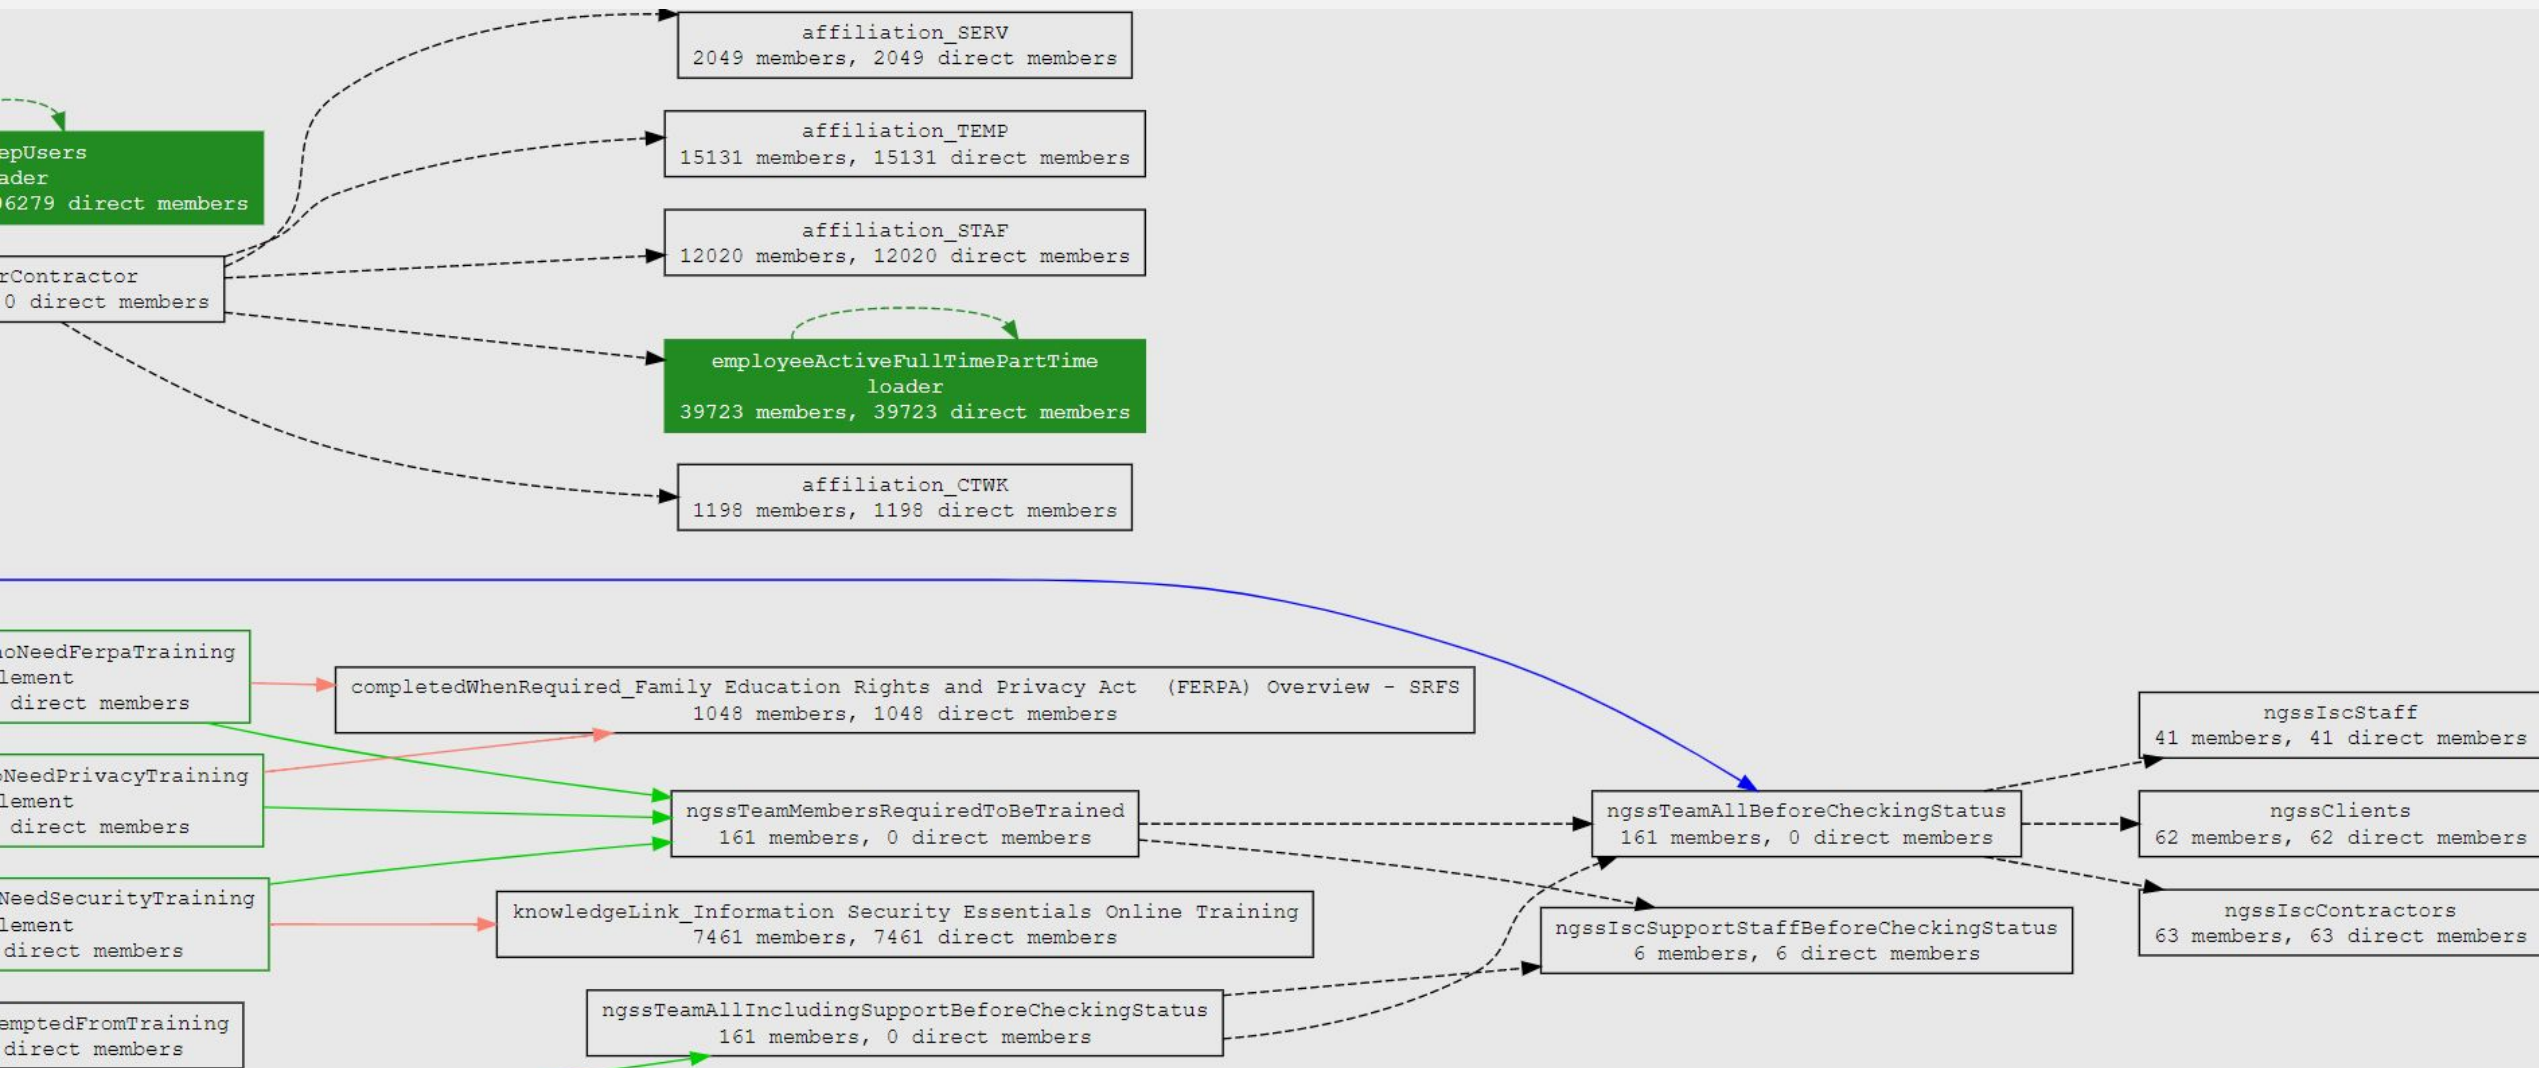 affiliation_SERV
2049 members, 2049 direct members
affiliation_TEMP
15131 members, 15131 direct members
epUsers
ader
96279 direct members
affiliation_STAF
12020 members, 12020 direct members
rContractor
0 direct members
employeeActiveFullTimePartTime
loader
39723 members, 39723 direct members
affiliation_CTWK
1198 members, 1198 direct members
noNeedFerpaTraining
lement
direct members
completedWhenRequired_Family Education Rights and Privacy Act  (FERPA) Overview - SRFS
1048 members, 1048 direct members
oNeedPrivacyTraining
lement
direct members
ngssTeamMembersRequiredToBeTrained
161 members, 0 direct members
ngssTeamAllBeforeCheckingStatus
161 members, 0 direct members
ngssIscStaff
41 members, 41 direct members
ngssClients
62 members, 62 direct members
ngssIscContractors
63 members, 63 direct members
NeedSecurityTraining
lement
direct members
knowledgeLink_Information Security Essentials Online Training
7461 members, 7461 direct members
ngssIscSupportStaffBeforeCheckingStatus
6 members, 6 direct members
emptedFromTraining
direct members
ngssTeamAllIncludingSupportBeforeCheckingStatus
161 members, 0 direct members